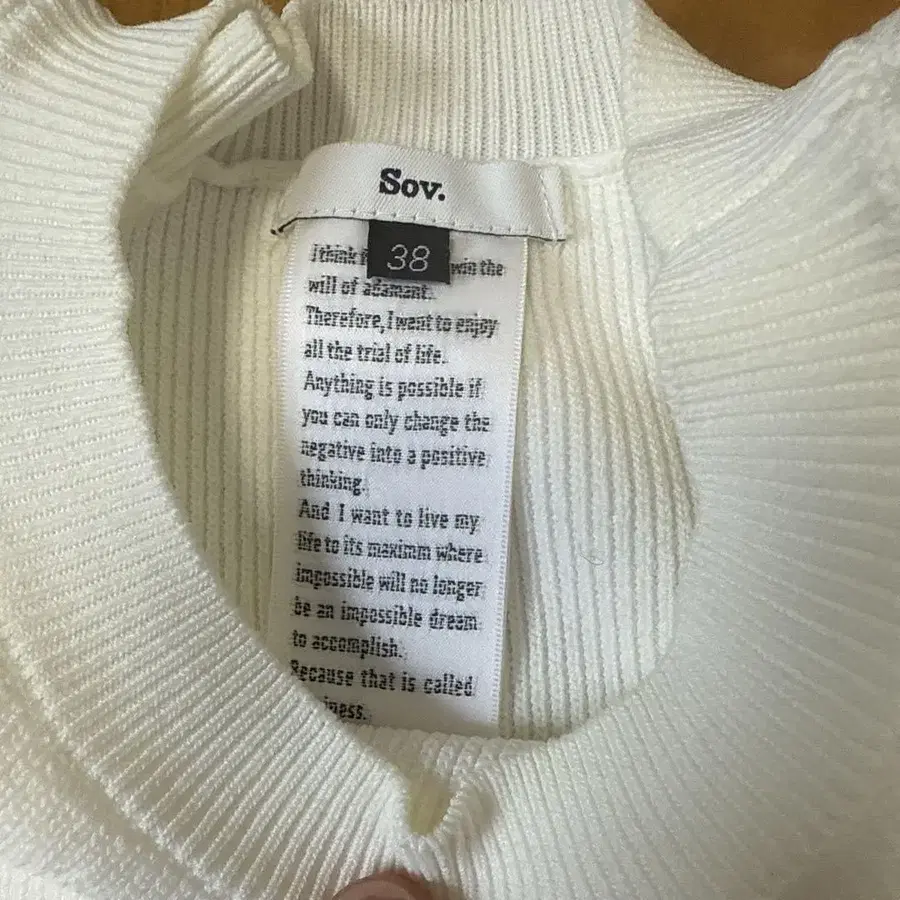 Sov.
38
I think win the
will of adamant.
Therefore, I want to enjoy
all the trial of life.
Anything is possible if
you can only change the
negative into a positive
thinking.
And I want to live my
life to its maximm where
impossible will no longer
be an impossible dream
to accomplish.
Because that is called